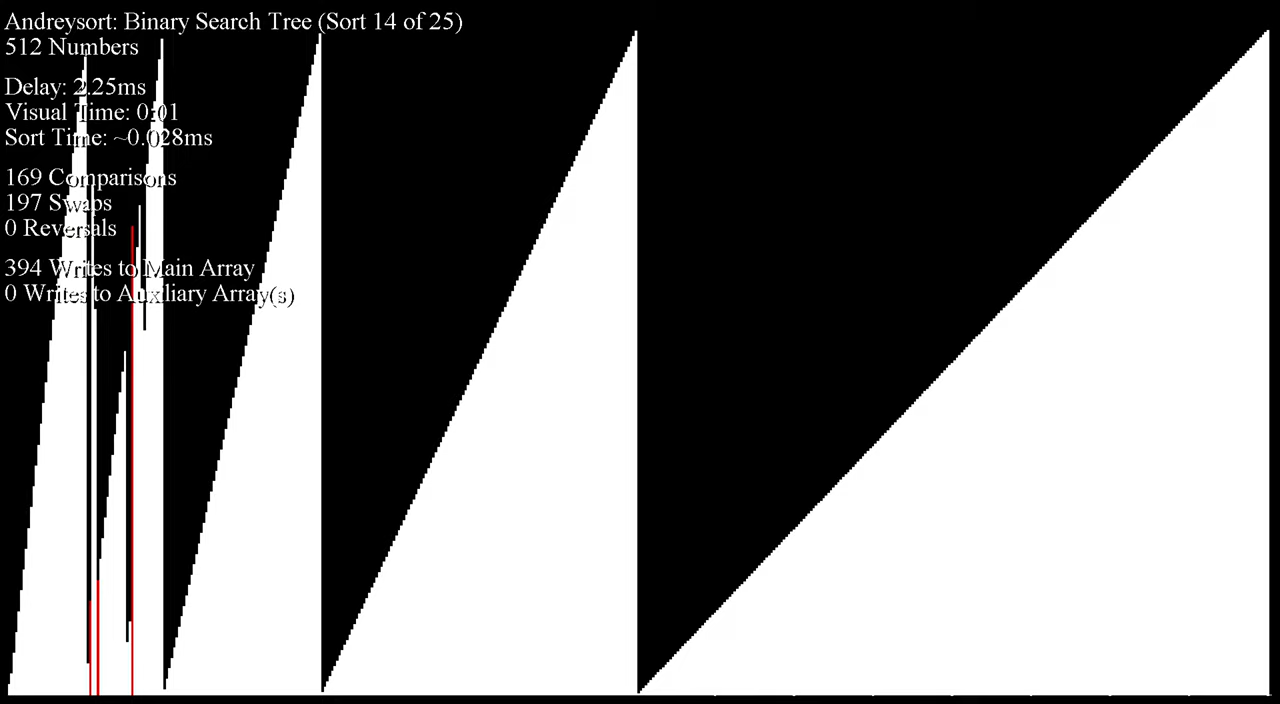 Andreysort: Binary Search Tree (Sort 14 of 25)
512 Numbers
Delay: 2.25ms
Visual Time: 0:01
Sort Time: ~0.028ms
169 Comparisons
197 Swaps
0 Reversals
394 Writes to Main Array
0 Writes to Auxiliary Array(s)